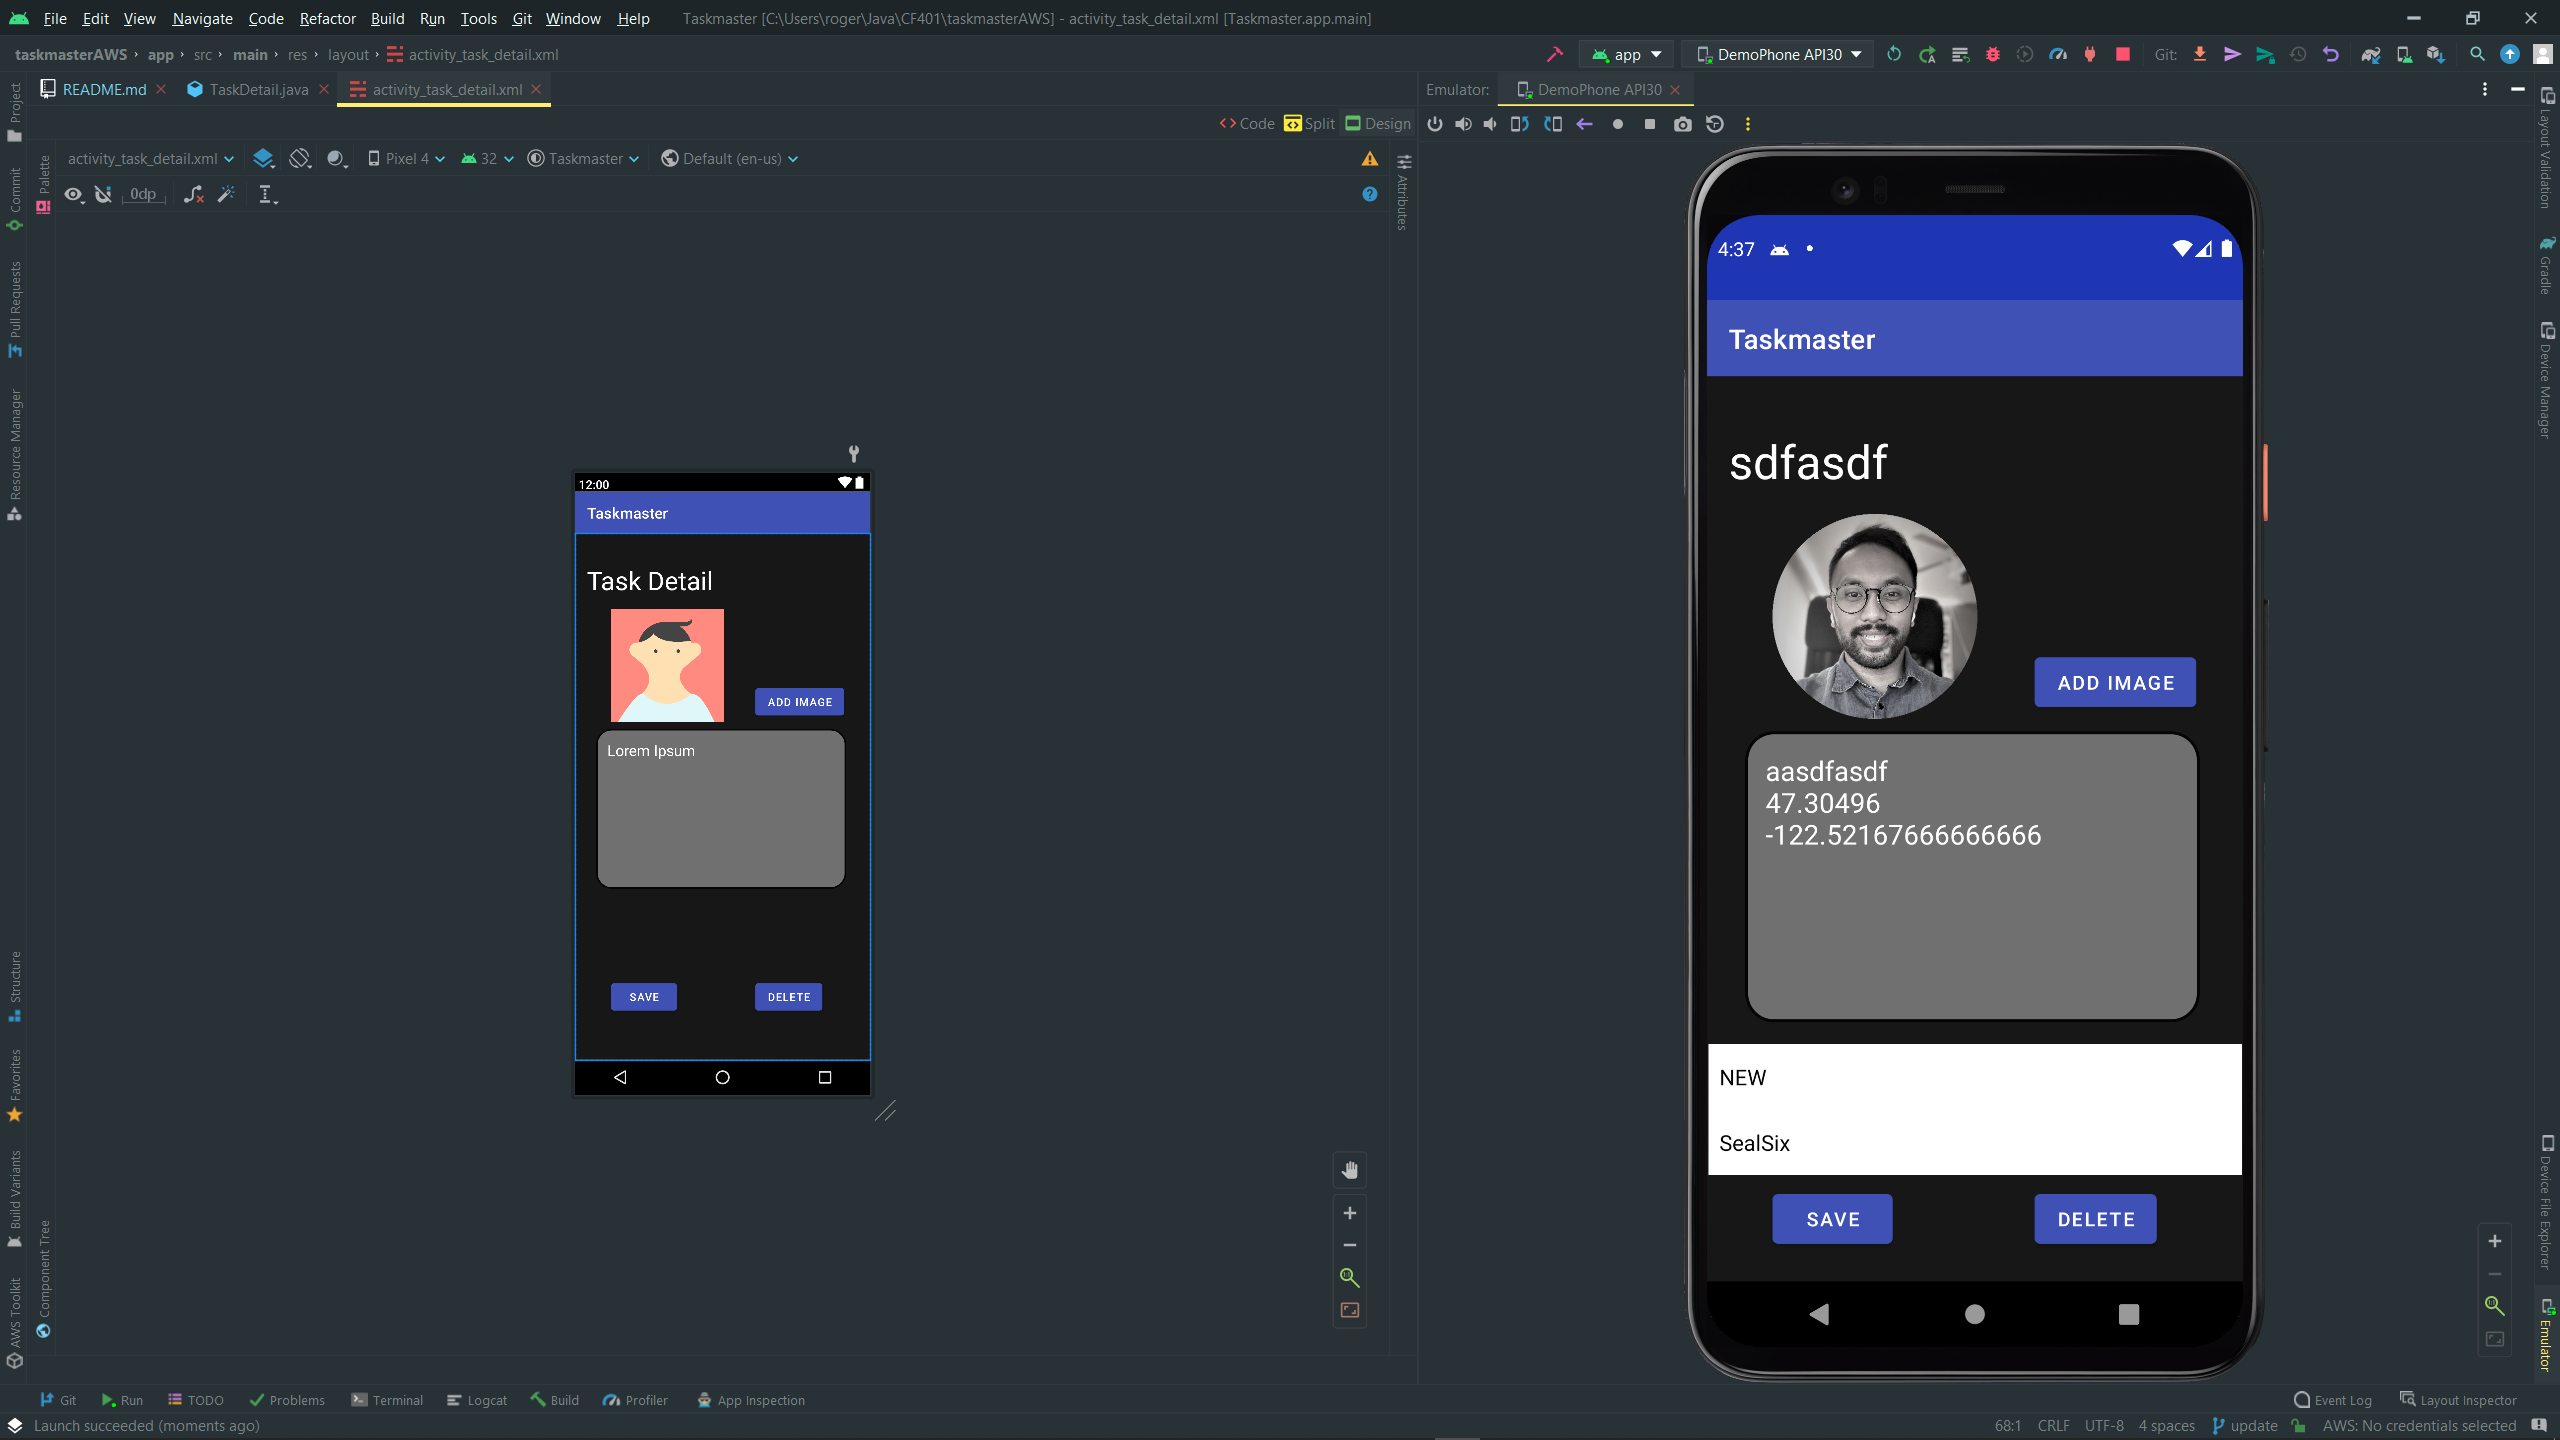 File Edit View Navigate Code Refactor Build Run Tools Git Window Help Taskmaster [C:\Users\roger\Java\CF401\taskmasterAWS] - activity_task_detail.xml [Taskmaster.app.main]
taskmasterAWS app src main res layout activity_task_detail.xml
app
DemoPhone API30
Git:
README.md
TaskDetail.java
activity_task_detail.xml
Emulator:
DemoPhone API30
Code
Split
Design
activity_task_detail.xml
Pixel 4
32
Taskmaster
Default (en-us)
0dp
Project
Commit
Pull Requests
Resource Manager
Structure
Favorites
Build Variants
AWS Toolkit
Palette
Component Tree
Attributes
12:00
Taskmaster
Task Detail
ADD IMAGE
Lorem Ipsum
SAVE
DELETE
4:37
Taskmaster
sdfasdf
ADD IMAGE
aasdfasdf
47.30496
-122.52167666666666
NEW
SealSix
SAVE
DELETE
Layout Validation
Gradle
Device Manager
Device File Explorer
Emulator
Git
Run
TODO
Problems
Terminal
Logcat
Build
Profiler
App Inspection
Event Log
Layout Inspector
Launch succeeded (moments ago)
68:1 CRLF UTF-8 4 spaces update AWS: No credentials selected